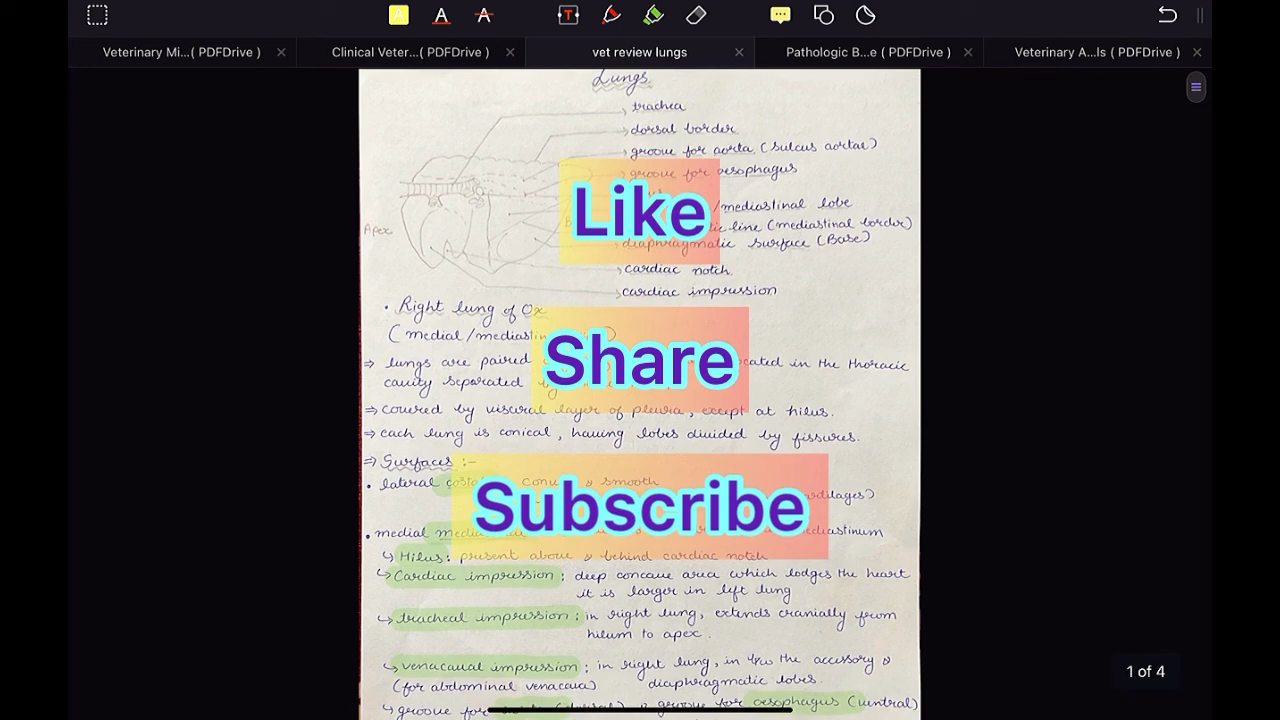 Veterinary Mi...( PDFDrive )
Clinical Veter...( PDFDrive )
vet review lungs
Pathologic B...e ( PDFDrive )
Veterinary A...ls ( PDFDrive )
Lungs
trachea
dorsal border
groove for aorta (sulcus aortae)
groove for oesophagus
/mediastinal lobe
line (mediastinal border)
diaphragmatic surface (Base)
Apex
cardiac notch
cardiac impression
Like
• Right lung of Ox
(medial/
⇒ lungs are paired located in the thoracic
cavity separated
Share
⇒ covered by visceral layer of pleura, except at hilus.
⇒ each lung is conical, having lobes divided by fissures.
⇒ Surfaces :-
• lateral smooth
Subscribe
• medial
↳ Hilus: present above & behind cardiac notch
↳ Cardiac impression: deep concave area which lodges the heart
it is larger in left lung
↳ tracheal impression: in right lung, extends cranially from
hilum to apex.
↳ venacaval impression: in right lung, in b/w the accessory &
(for abdominal venacava) diaphragmatic lobes.
↳ groove for & groove for oesophagus (ventral)
1 of 4